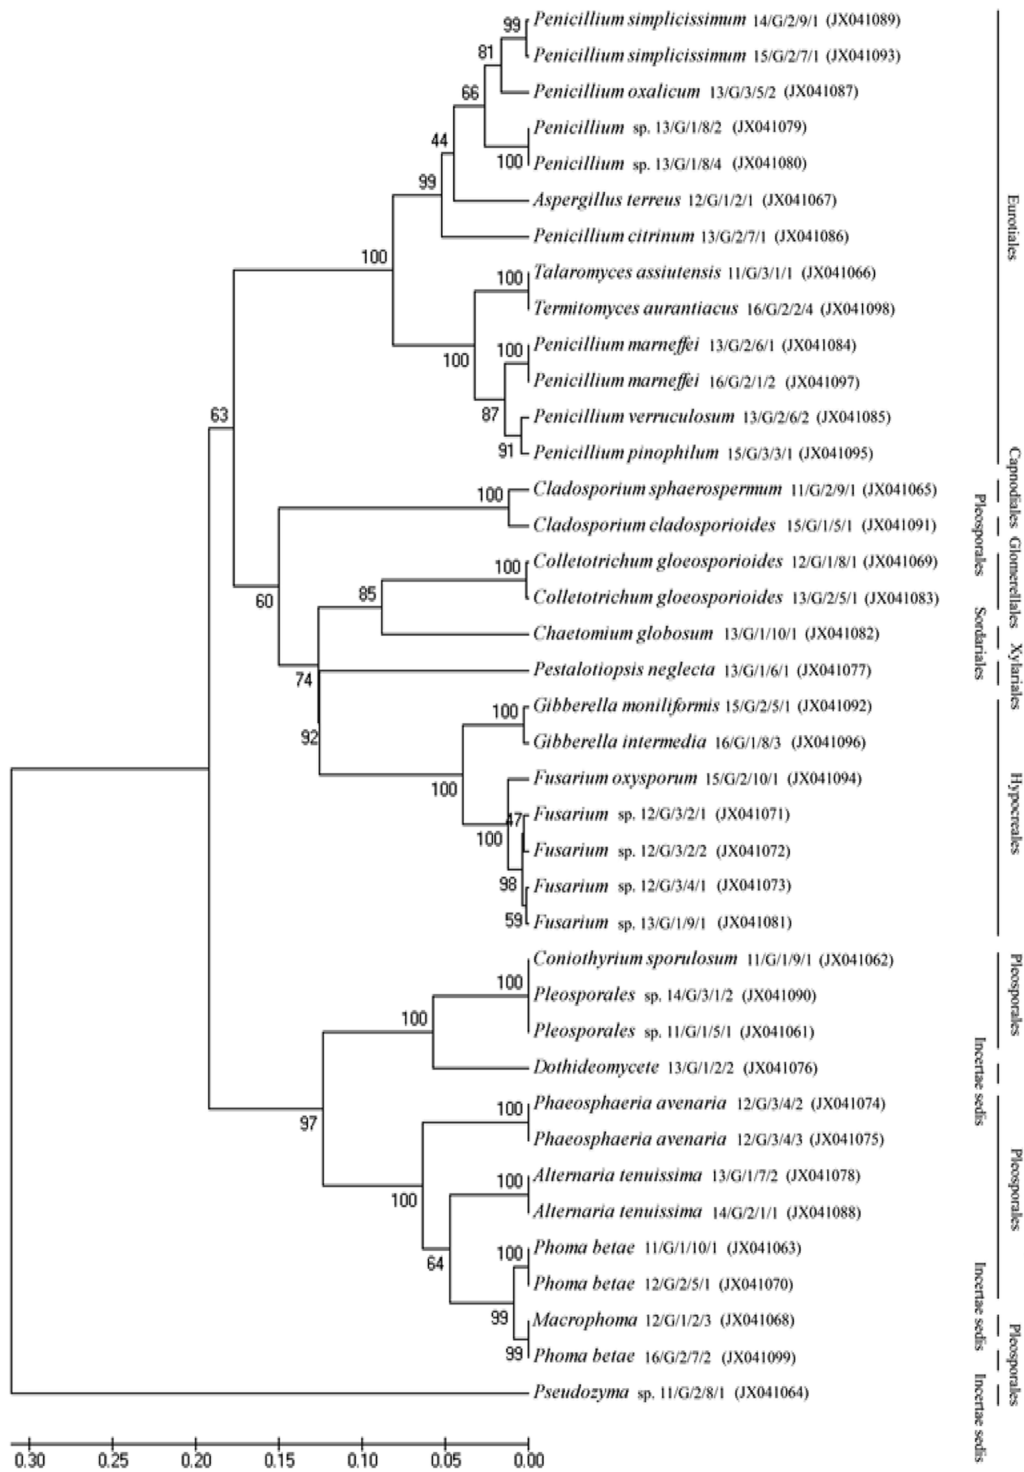 99 Penicillium simplicissimum 14/G/2/9/1 (JX041089)
81 Penicillium simplicissimum 15/G/2/7/1 (JX041093)
66 Penicillium oxalicum 13/G/3/5/2 (JX041087)
Penicillium sp. 13/G/1/8/2 (JX041079)
44
100 Penicillium sp. 13/G/1/8/4 (JX041080)
99 Aspergillus terreus 12/G/1/2/1 (JX041067)
Penicillium citrinum 13/G/2/7/1 (JX041086)
Eurotiales
100
100 Talaromyces assiutensis 11/G/3/1/1 (JX041066)
Termitomyces aurantiacus 16/G/2/2/4 (JX041098)
100 100 Penicillium marneffei 13/G/2/6/1 (JX041084)
Penicillium marneffei 16/G/2/1/2 (JX041097)
63 87 Penicillium verruculosum 13/G/2/6/2 (JX041085)
91 Penicillium pinophilum 15/G/3/3/1 (JX041095)
100 Cladosporium sphaerospermum 11/G/2/9/1 (JX041065)
Capnodiales
Cladosporium cladosporioides 15/G/1/5/1 (JX041091)
Pleosporales
100 Colletotrichum gloeosporioides 12/G/1/8/1 (JX041069)
Glomerellales
60 85 Colletotrichum gloeosporioides 13/G/2/5/1 (JX041083)
Chaetomium globosum 13/G/1/10/1 (JX041082)
Sordariales
74 Pestalotiopsis neglecta 13/G/1/6/1 (JX041077)
Xylariales
100 Gibberella moniliformis 15/G/2/5/1 (JX041092)
92 Gibberella intermedia 16/G/1/8/3 (JX041096)
100 Fusarium oxysporum 15/G/2/10/1 (JX041094)
47 Fusarium sp. 12/G/3/2/1 (JX041071)
Hypocreales
100 Fusarium sp. 12/G/3/2/2 (JX041072)
98 Fusarium sp. 12/G/3/4/1 (JX041073)
59 Fusarium sp. 13/G/1/9/1 (JX041081)
Coniothyrium sporulosum 11/G/1/9/1 (JX041062)
100 Pleosporales sp. 14/G/3/1/2 (JX041090)
Pleosporales
100 Pleosporales sp. 11/G/1/5/1 (JX041061)
Dothideomycete 13/G/1/2/2 (JX041076)
Incertae sedis
97 100 Phaeosphaeria avenaria 12/G/3/4/2 (JX041074)
Phaeosphaeria avenaria 12/G/3/4/3 (JX041075)
100 100 Alternaria tenuissima 13/G/1/7/2 (JX041078)
Pleosporales
Alternaria tenuissima 14/G/2/1/1 (JX041088)
64 100 Phoma betae 11/G/1/10/1 (JX041063)
Phoma betae 12/G/2/5/1 (JX041070)
99 Macrophoma 12/G/1/2/3 (JX041068)
Incertae sedis
99 Phoma betae 16/G/2/7/2 (JX041099)
Pleosporales
Pseudozyma sp. 11/G/2/8/1 (JX041064)
Incertae sedis
0.30 0.25 0.20 0.15 0.10 0.05 0.00